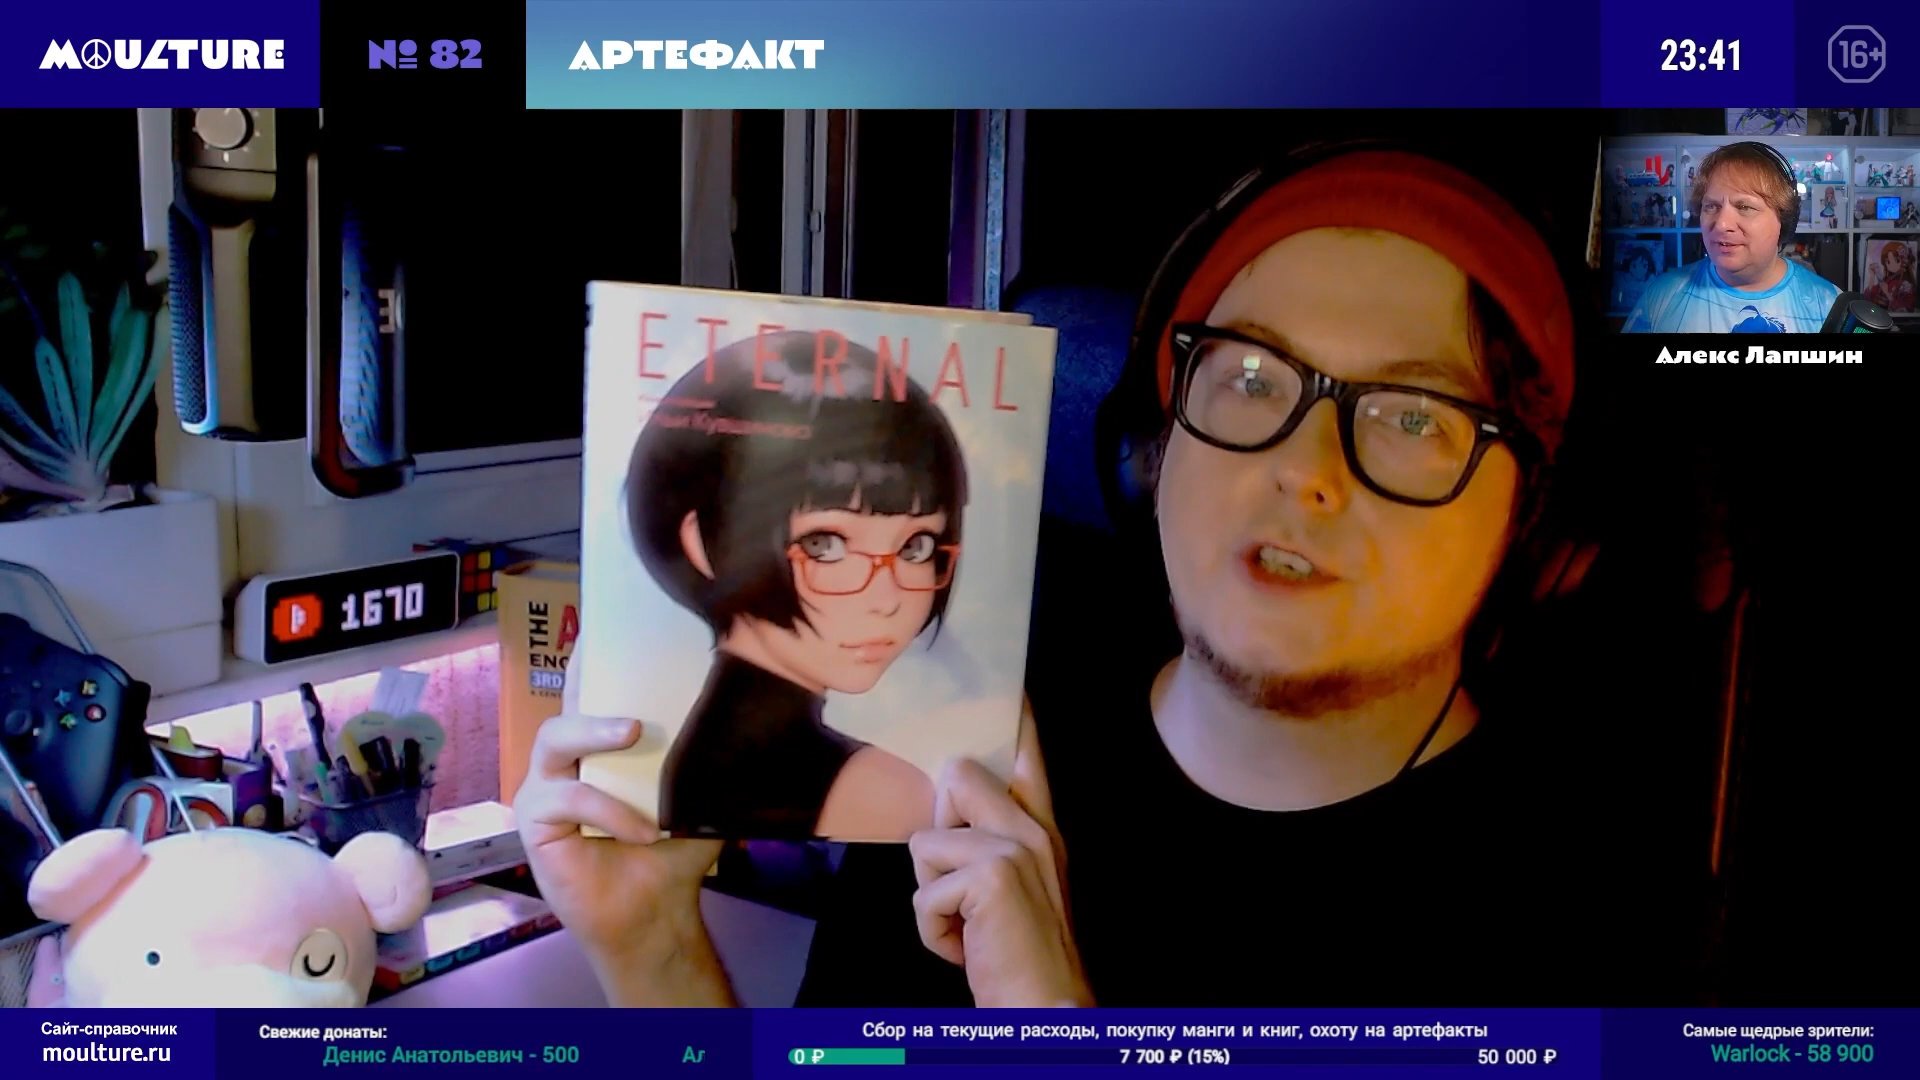 MOULTURE
№ 82
АРТЕФАКТ
23:41
16+
Алекс Лапшин
ETERNAL
Кувшинова
1670
THE
3RD
Сайт-справочник
moulture.ru
Свежие донаты:
Денис Анатольевич - 500
Ал
Сбор на текущие расходы, покупку манги и книг, охоту на артефакты
0 ₽
7 700 ₽ (15%)
50 000 ₽
Самые щедрые зрители:
Warlock - 58 900